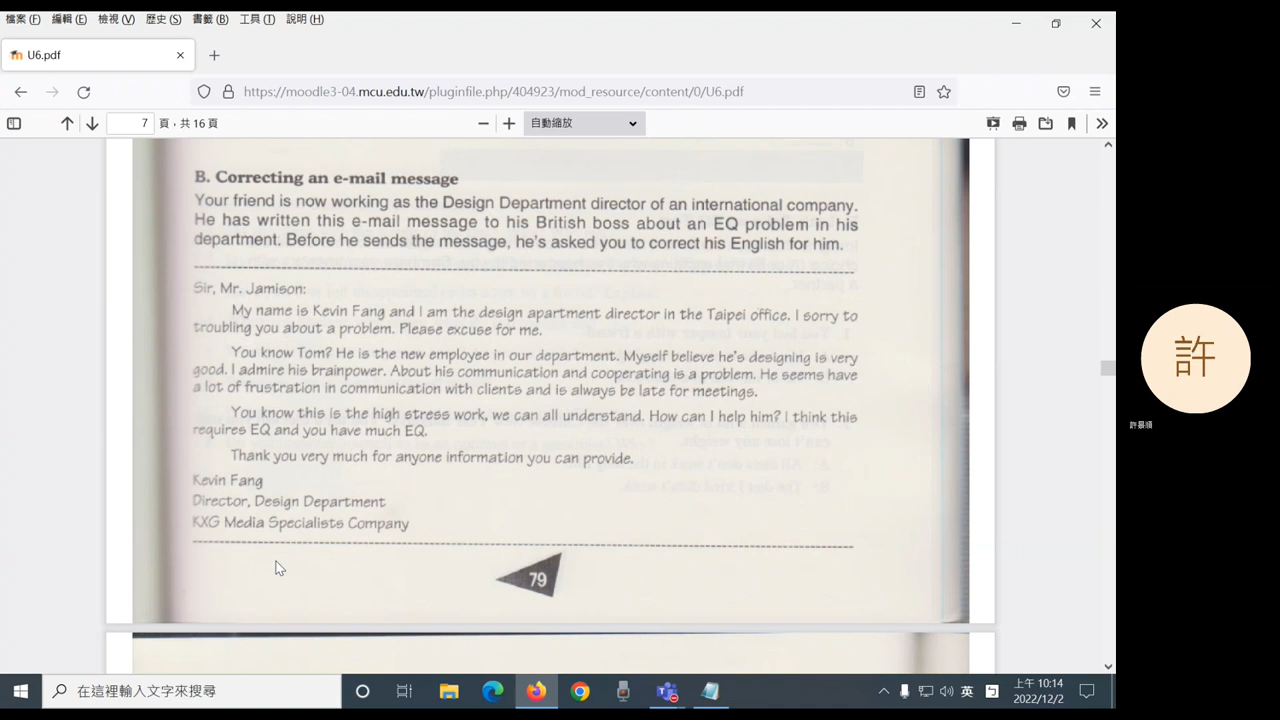 檔案(F) 編輯(E) 檢視(V) 歷史(S) 書籤(B) 工具(T) 說明(H)
U6.pdf
https://moodle3-04.mcu.edu.tw/pluginfile.php/404923/mod_resource/content/0/U6.pdf
7 頁，共 16 頁
自動縮放
B. Correcting an e-mail message
Your friend is now working as the Design Department director of an international company.
He has written this e-mail message to his British boss about an EQ problem in his
department. Before he sends the message, he's asked you to correct his English for him.
Sir, Mr. Jamison:
My name is Kevin Fang and I am the design apartment director in the Taipei office. I sorry to
troubling you about a problem. Please excuse for me.
You know Tom? He is the new employee in our department. Myself believe he's designing is very
good. I admire his brainpower. About his communication and cooperating is a problem. He seems have
a lot of frustration in communication with clients and is always be late for meetings.
You know this is the high stress work, we can all understand. How can I help him? I think this
requires EQ and you have much EQ.
Thank you very much for anyone information you can provide.
Kevin Fang
Director, Design Department
KXG Media Specialists Company
79
許
許景順
在這裡輸入文字來搜尋
英
上午 10:14
2022/12/2